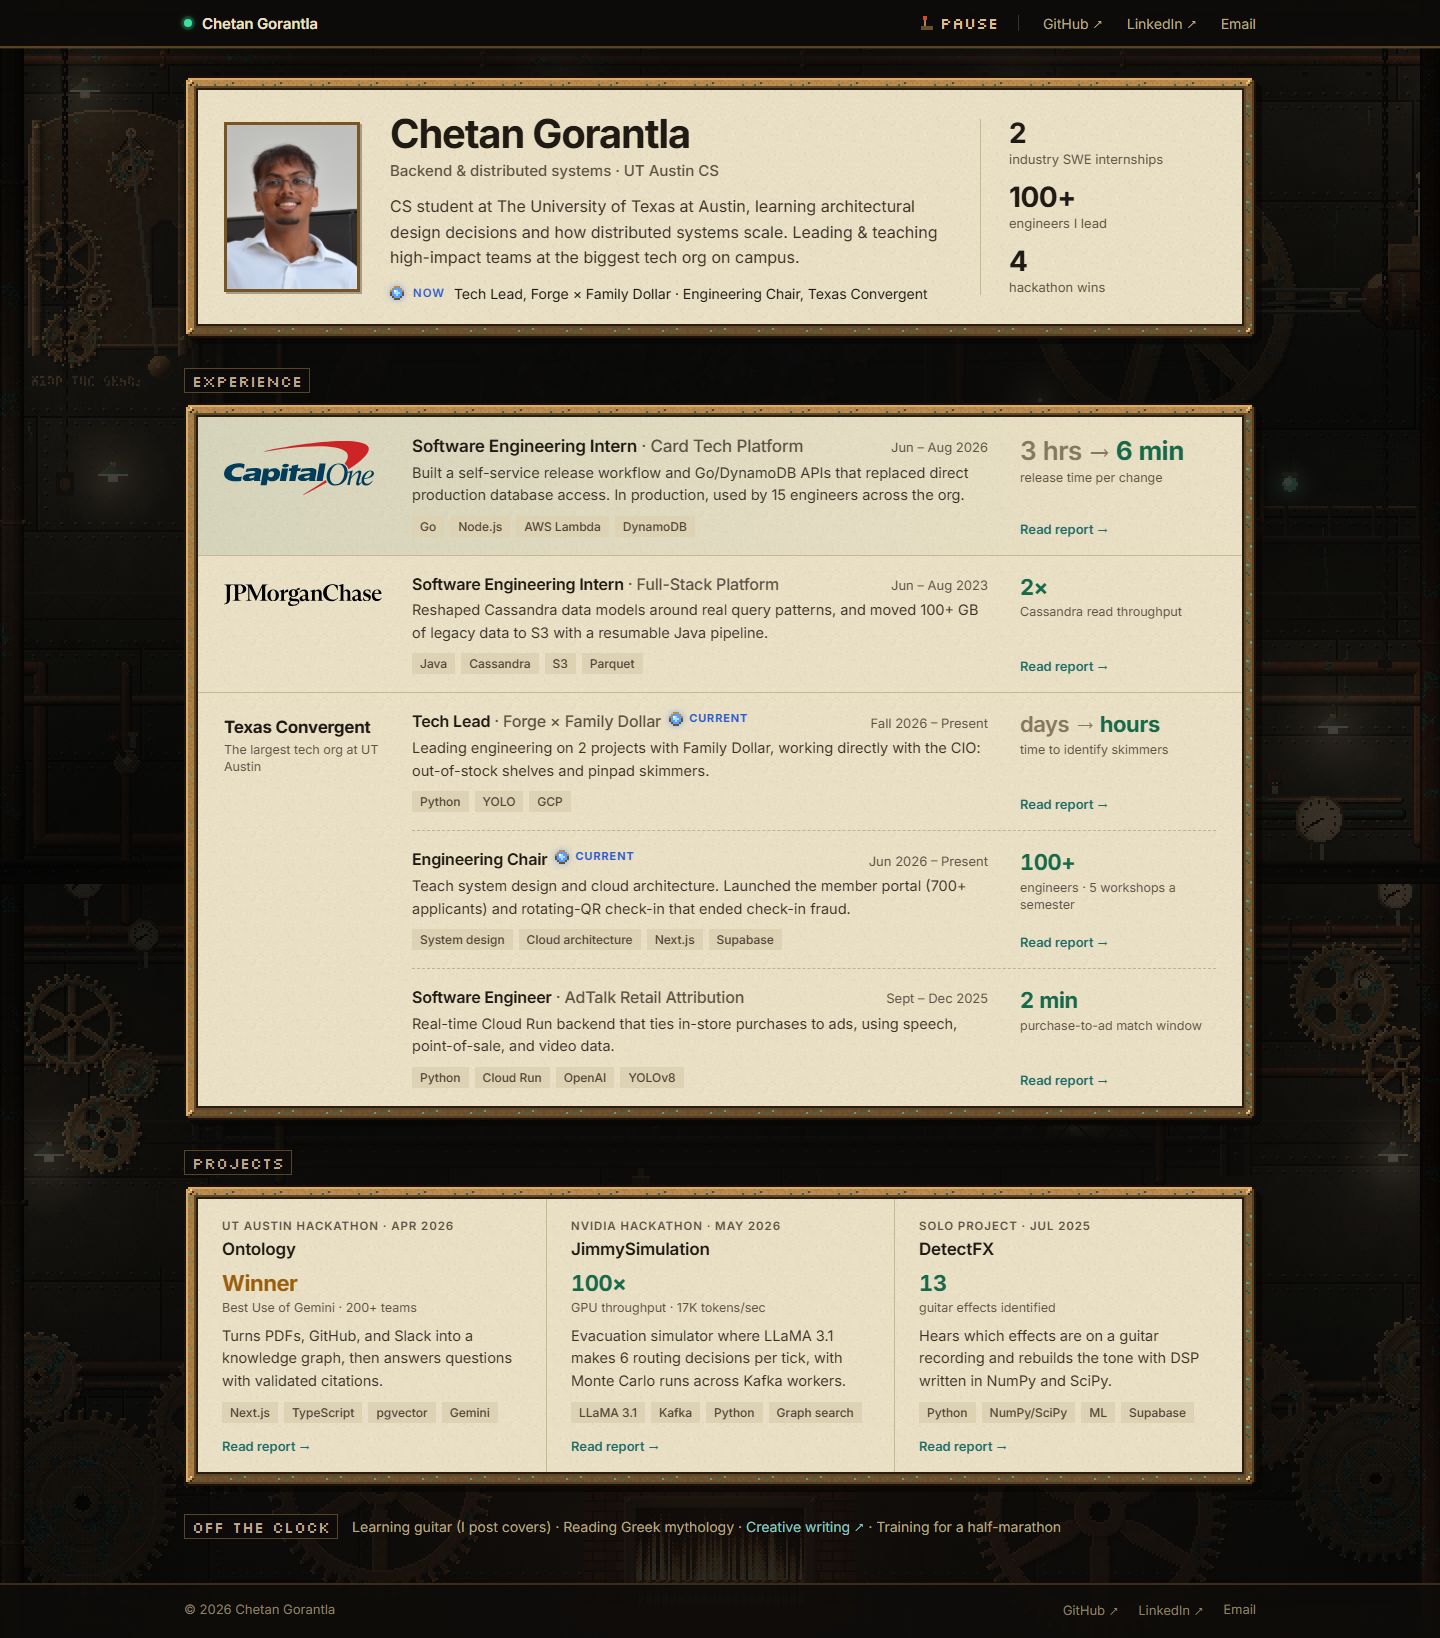 Chetan Gorantla
PAUSE
GitHub ↗
LinkedIn ↗
Email
Chetan Gorantla
Backend & distributed systems · UT Austin CS
CS student at The University of Texas at Austin, learning architectural
design decisions and how distributed systems scale. Leading & teaching
high-impact teams at the biggest tech org on campus.
NOW Tech Lead, Forge × Family Dollar · Engineering Chair, Texas Convergent
2
industry SWE internships
100+
engineers I lead
4
hackathon wins
EXPERIENCE
CapitalOne
Software Engineering Intern · Card Tech Platform
Jun – Aug 2026
Built a self-service release workflow and Go/DynamoDB APIs that replaced direct
production database access. In production, used by 15 engineers across the org.
Go Node.js AWS Lambda DynamoDB
3 hrs → 6 min
release time per change
Read report →
JPMorganChase
Software Engineering Intern · Full-Stack Platform
Jun – Aug 2023
Reshaped Cassandra data models around real query patterns, and moved 100+ GB
of legacy data to S3 with a resumable Java pipeline.
Java Cassandra S3 Parquet
2×
Cassandra read throughput
Read report →
Texas Convergent
The largest tech org at UT
Austin
Tech Lead · Forge × Family Dollar CURRENT
Fall 2026 – Present
Leading engineering on 2 projects with Family Dollar, working directly with the CIO:
out-of-stock shelves and pinpad skimmers.
Python YOLO GCP
days → hours
time to identify skimmers
Read report →
Engineering Chair CURRENT
Jun 2026 – Present
Teach system design and cloud architecture. Launched the member portal (700+
applicants) and rotating-QR check-in that ended check-in fraud.
System design Cloud architecture Next.js Supabase
100+
engineers · 5 workshops a
semester
Read report →
Software Engineer · AdTalk Retail Attribution
Sept – Dec 2025
Real-time Cloud Run backend that ties in-store purchases to ads, using speech,
point-of-sale, and video data.
Python Cloud Run OpenAI YOLOv8
2 min
purchase-to-ad match window
Read report →
PROJECTS
UT AUSTIN HACKATHON · APR 2026
Ontology
Winner
Best Use of Gemini · 200+ teams
Turns PDFs, GitHub, and Slack into a
knowledge graph, then answers questions
with validated citations.
Next.js TypeScript pgvector Gemini
Read report →
NVIDIA HACKATHON · MAY 2026
JimmySimulation
100×
GPU throughput · 17K tokens/sec
Evacuation simulator where LLaMA 3.1
makes 6 routing decisions per tick, with
Monte Carlo runs across Kafka workers.
LLaMA 3.1 Kafka Python Graph search
Read report →
SOLO PROJECT · JUL 2025
DetectFX
13
guitar effects identified
Hears which effects are on a guitar
recording and rebuilds the tone with DSP
written in NumPy and SciPy.
Python NumPy/SciPy ML Supabase
Read report →
OFF THE CLOCK
Learning guitar (I post covers) · Reading Greek mythology · Creative writing ↗ · Training for a half-marathon
© 2026 Chetan Gorantla
GitHub ↗
LinkedIn ↗
Email